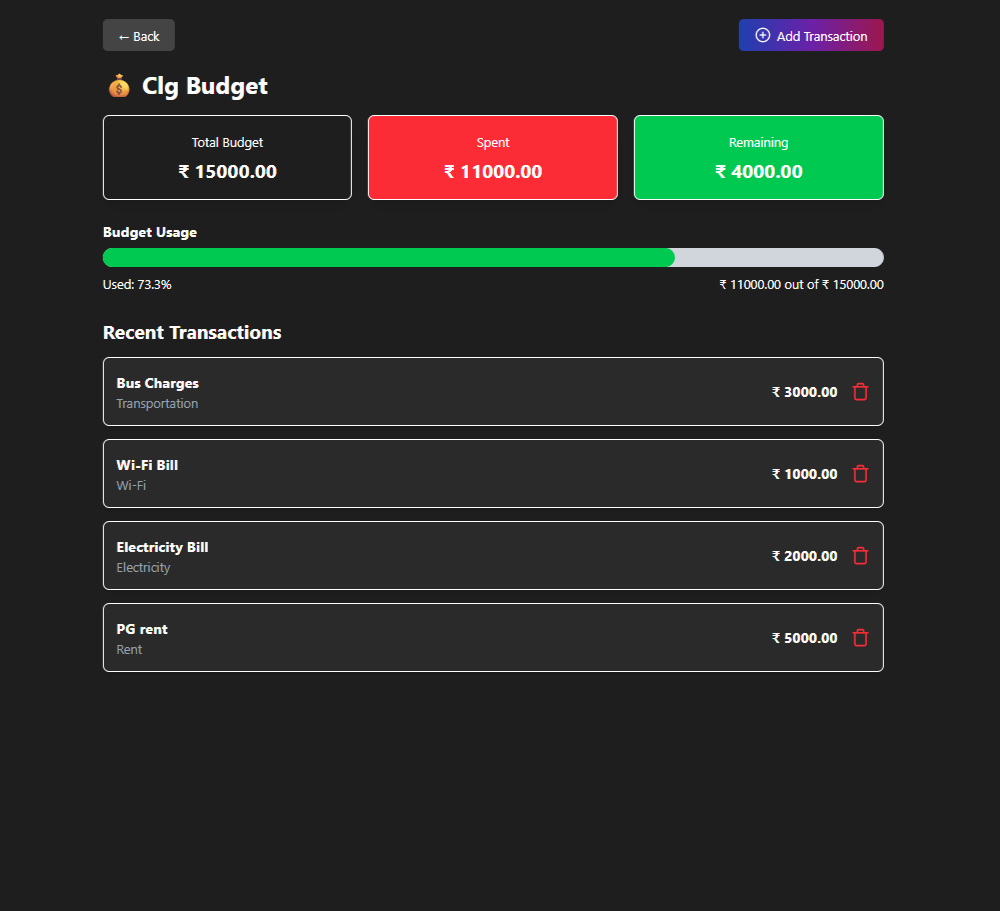 ← Back
Add Transaction
💰 Clg Budget
Total Budget
₹ 15000.00
Spent
₹ 11000.00
Remaining
₹ 4000.00
Budget Usage
Used: 73.3%
₹ 11000.00 out of ₹ 15000.00
Recent Transactions
Bus Charges
Transportation
₹ 3000.00
Wi-Fi Bill
Wi-Fi
₹ 1000.00
Electricity Bill
Electricity
₹ 2000.00
PG rent
Rent
₹ 5000.00